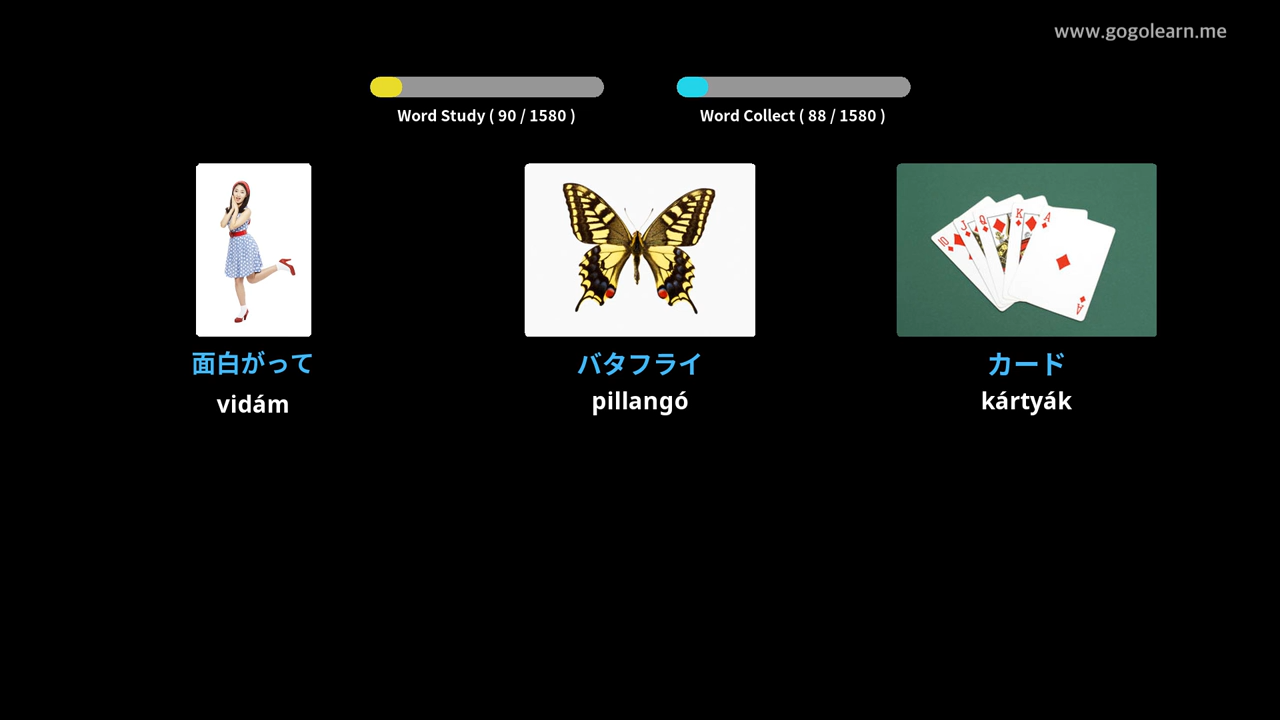 www.gogolearn.me
Word Study ( 90 / 1580 )
Word Collect ( 88 / 1580 )
10 J Q K A
A
面白がって
vidám
バタフライ
pillangó
カード
kártyák